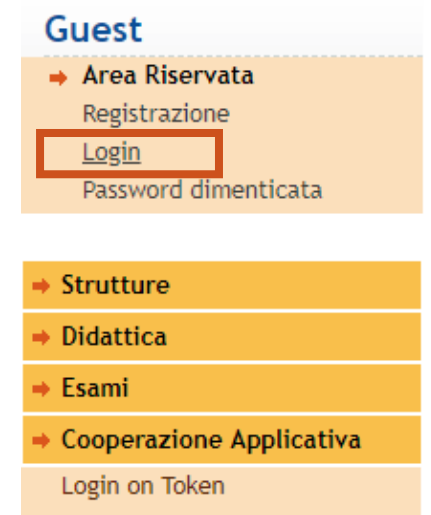 Guest
Area Riservata
Registrazione
Login
Password dimenticata
Strutture
Didattica
Esami
Cooperazione Applicativa
Login on Token